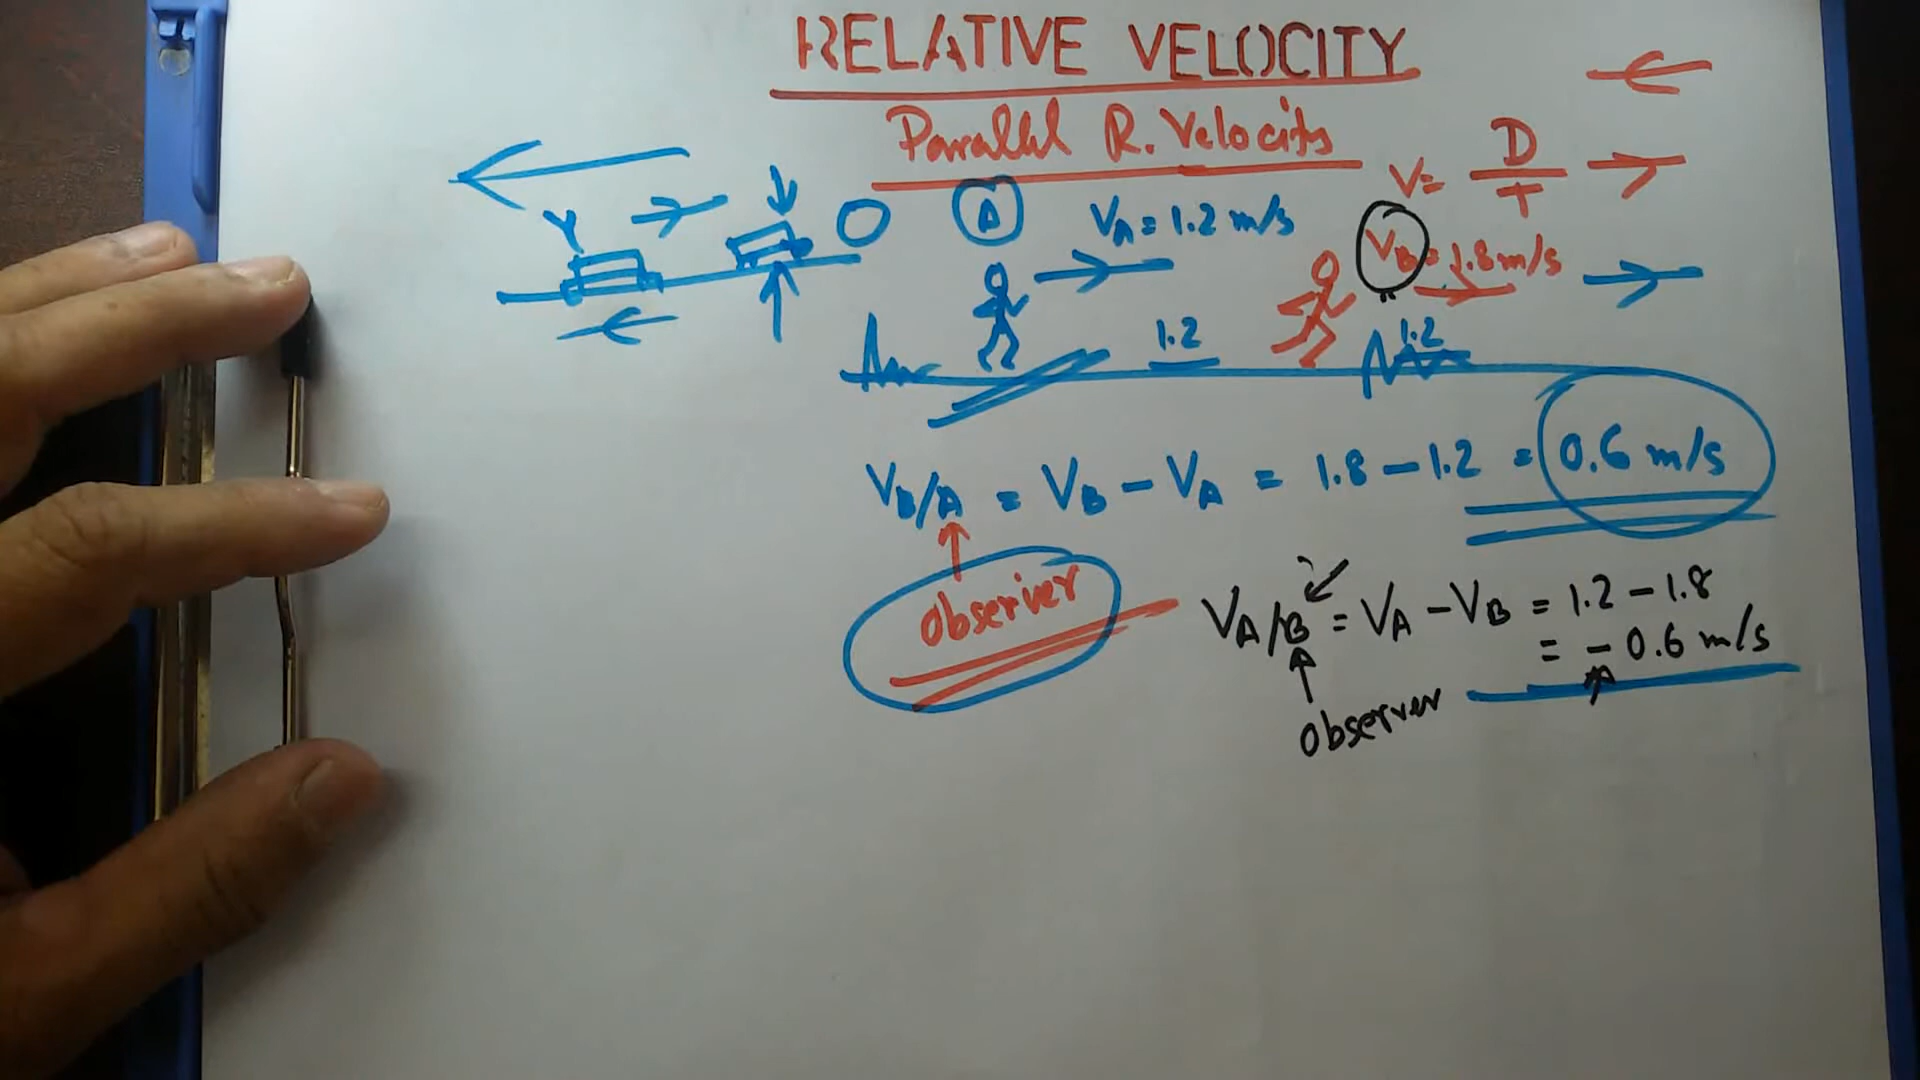 RELATIVE VELOCITY
Parallel R. Velocity
V = D/T
Y
A
VA = 1.2 m/s
VB = 1.8 m/s
1.2
1.2
VB/A = VB - VA = 1.8 - 1.2 = 0.6 m/s
Observer
VA/B = VA - VB = 1.2 - 1.8
= - 0.6 m/s
Observer